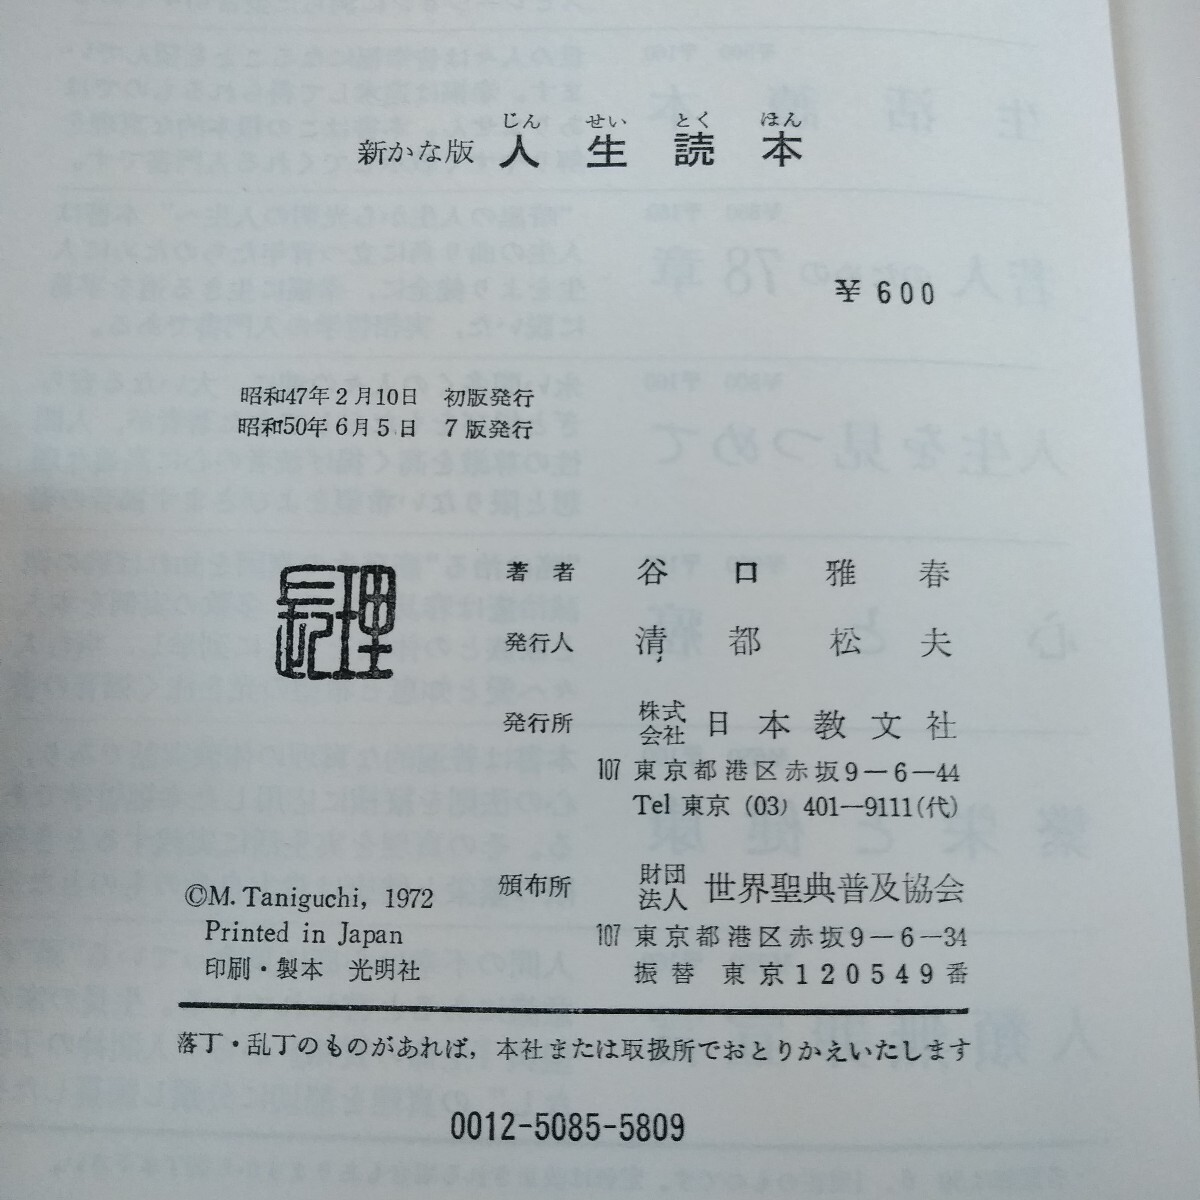 じんせいとくほん
新かな版 人生読本
￥600
昭和47年2月10日 初版発行
昭和50年6月5日 7版発行
著者 谷口雅春
発行人 清都松夫
発行所 株式会社 日本教文社
107 東京都港区赤坂9-6-44
Tel 東京 (03) 401-9111(代)
頒布所 財団法人 世界聖典普及協会
107 東京都港区赤坂9-6-34
振替 東京120549番
©M. Taniguchi, 1972
Printed in Japan
印刷・製本 光明社
落丁・乱丁のものがあれば，本社または取扱所でおとりかえいたします
0012-5085-5809